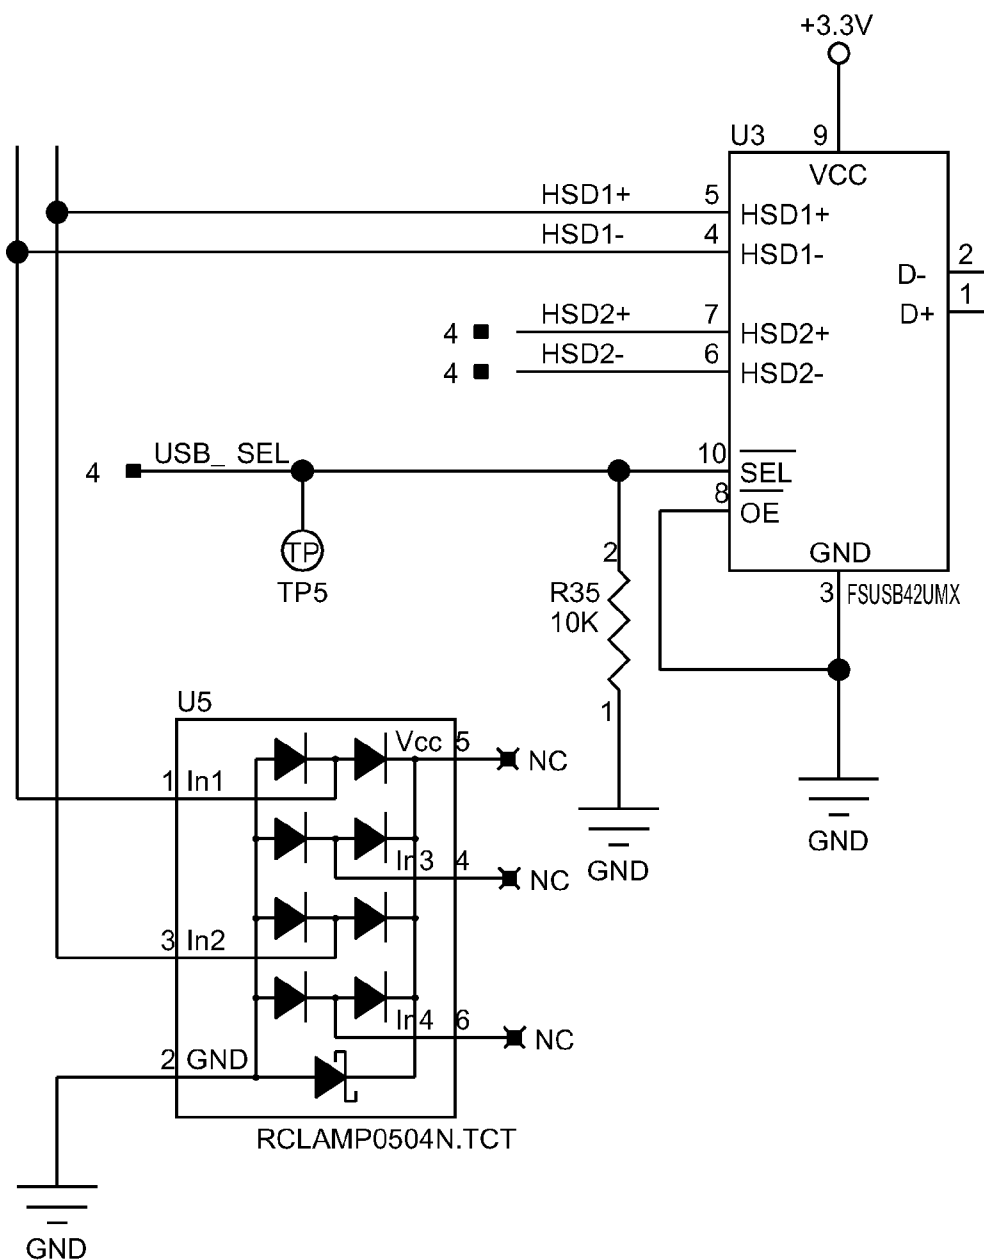 +3.3V
U3
9
VCC
HSD1+
5
HSD1+
HSD1-
4
HSD1-
2
D-
1
D+
HSD2+
7
HSD2+
4
HSD2-
6
HSD2-
4
USB_ SEL
10
SEL
4
8
OE
TP
TP5
GND
2
3
FSUSB42UMX
R35
10K
1
U5
Vcc
5
NC
1
In1
GND
GND
In3
4
NC
3
In2
In4
6
NC
2
GND
RCLAMP0504N.TCT
GND